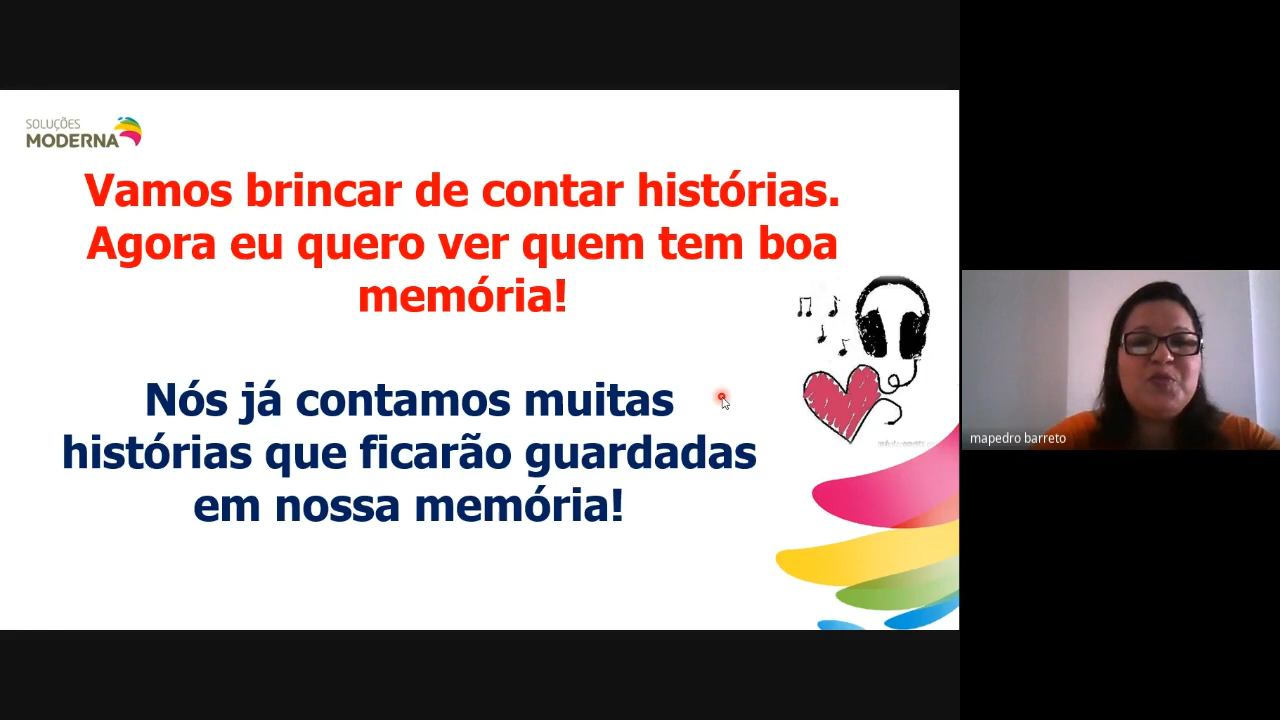 SOLUÇÕES
MODERNA
Vamos brincar de contar histórias.
Agora eu quero ver quem tem boa
memória!
Nós já contamos muitas
histórias que ficarão guardadas
em nossa memória!
mapedro barreto